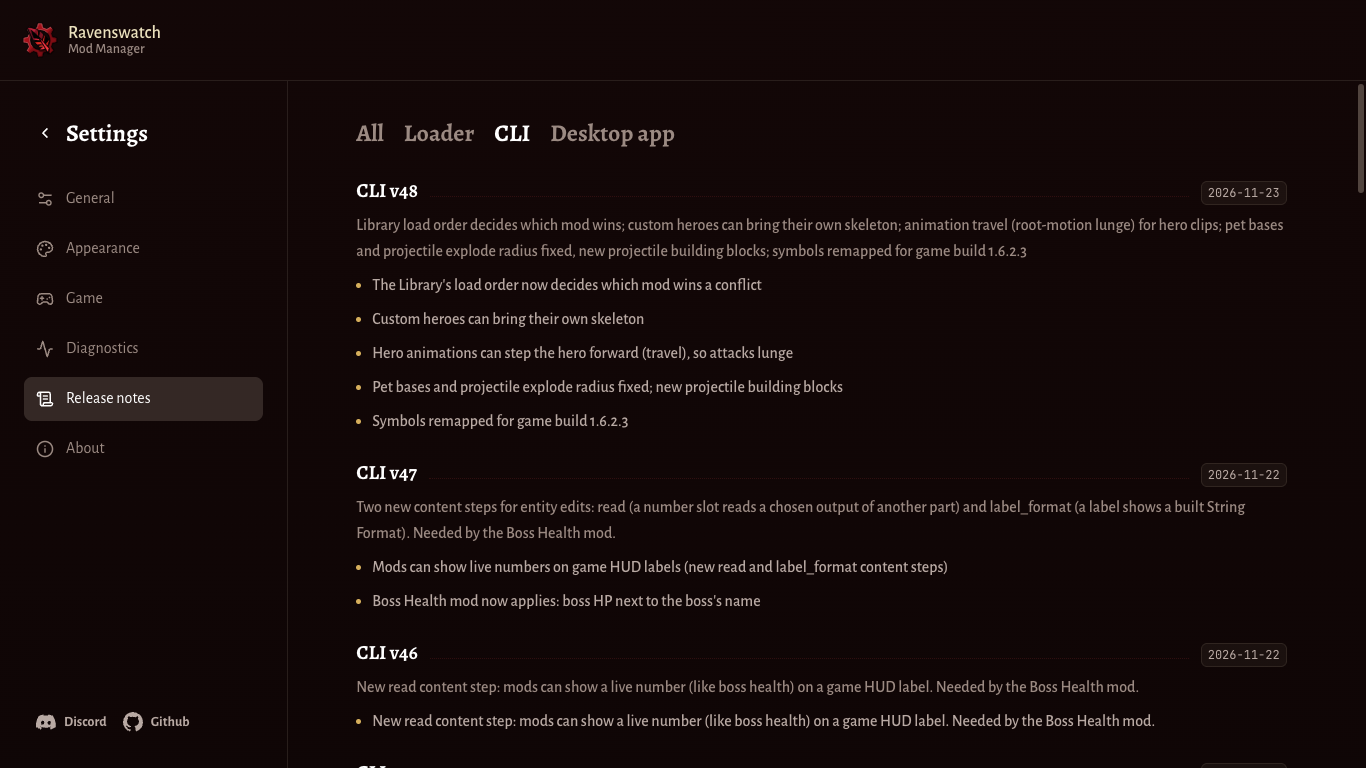 Ravenswatch
Mod Manager
Settings
General
Appearance
Game
Diagnostics
Release notes
About
Discord Github
All Loader CLI Desktop app
CLI v48 2026-11-23
Library load order decides which mod wins; custom heroes can bring their own skeleton; animation travel (root-motion lunge) for hero clips; pet bases
and projectile explode radius fixed, new projectile building blocks; symbols remapped for game build 1.6.2.3
The Library's load order now decides which mod wins a conflict
Custom heroes can bring their own skeleton
Hero animations can step the hero forward (travel), so attacks lunge
Pet bases and projectile explode radius fixed; new projectile building blocks
Symbols remapped for game build 1.6.2.3
CLI v47 2026-11-22
Two new content steps for entity edits: read (a number slot reads a chosen output of another part) and label_format (a label shows a built String
Format). Needed by the Boss Health mod.
Mods can show live numbers on game HUD labels (new read and label_format content steps)
Boss Health mod now applies: boss HP next to the boss's name
CLI v46 2026-11-22
New read content step: mods can show a live number (like boss health) on a game HUD label. Needed by the Boss Health mod.
New read content step: mods can show a live number (like boss health) on a game HUD label. Needed by the Boss Health mod.